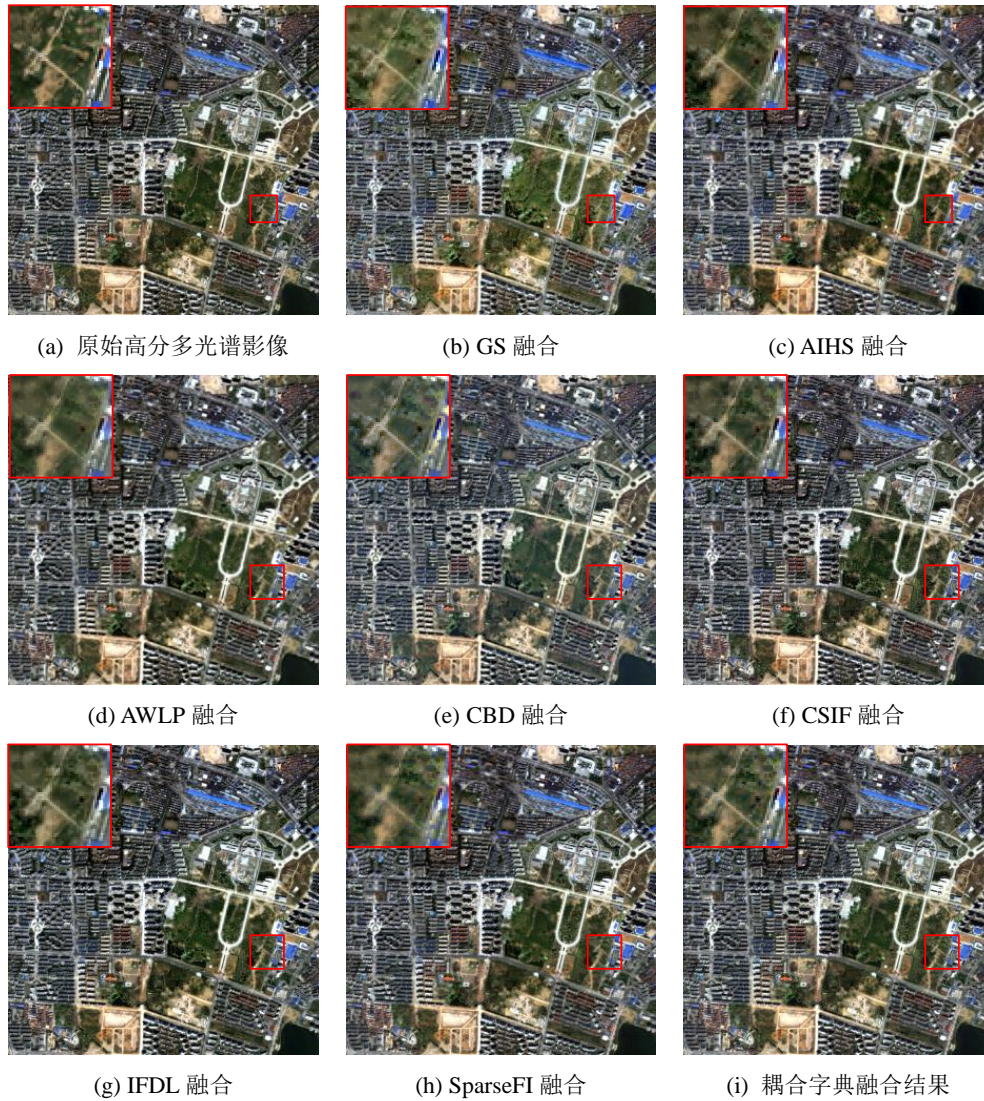 (a) 原始高分多光谱影像
(b) GS 融合
(c) AIHS 融合
(d) AWLP 融合
(e) CBD 融合
(f) CSIF 融合
(g) IFDL 融合
(h) SparseFI 融合
(i) 耦合字典融合结果